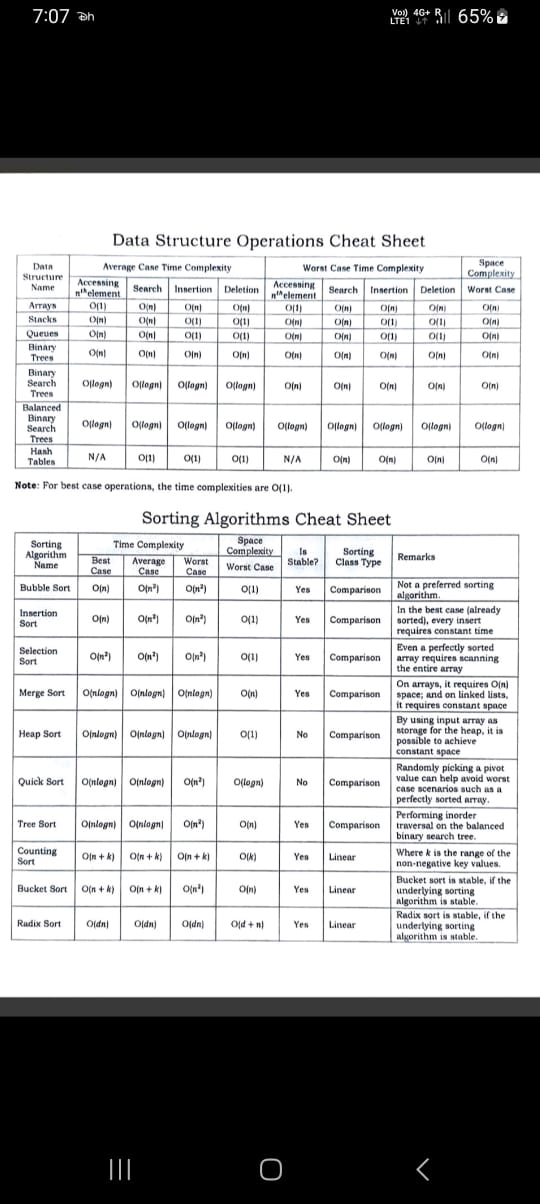 7:07
Vo)) 4G+ R 65%
LTE1
Data Structure Operations Cheat Sheet
Data Structure Name Average Case Time Complexity Worst Case Time Complexity Space Complexity
Accessing nth element Search Insertion Deletion Accessing nth element Search Insertion Deletion Worst Case
Arrays O(1) O(n) O(n) O(n) O(1) O(n) O(n) O(n) O(n)
Stacks O(n) O(n) O(1) O(1) O(n) O(n) O(1) O(1) O(n)
Queues O(n) O(n) O(1) O(1) O(n) O(n) O(1) O(1) O(n)
Binary Trees O(n) O(n) O(n) O(n) O(n) O(n) O(n) O(n) O(n)
Binary Search Trees O(logn) O(logn) O(logn) O(logn) O(n) O(n) O(n) O(n) O(n)
Balanced Binary Search Trees O(logn) O(logn) O(logn) O(logn) O(logn) O(logn) O(logn) O(logn) O(logn)
Hash Tables N/A O(1) O(1) O(1) N/A O(n) O(n) O(n) O(n)
Note: For best case operations, the time complexities are O(1).
Sorting Algorithms Cheat Sheet
Sorting Algorithm Name Time Complexity Space Complexity Is Stable? Sorting Class Type Remarks
Best Case Average Case Worst Case Worst Case
Bubble Sort O(n) O(n²) O(n²) O(1) Yes Comparison Not a preferred sorting algorithm.
Insertion Sort O(n) O(n²) O(n²) O(1) Yes Comparison In the best case (already sorted), every insert requires constant time
Selection Sort O(n²) O(n²) O(n²) O(1) Yes Comparison Even a perfectly sorted array requires scanning the entire array
Merge Sort O(nlogn) O(nlogn) O(nlogn) O(n) Yes Comparison On arrays, it requires O(n) space; and on linked lists, it requires constant space
Heap Sort O(nlogn) O(nlogn) O(nlogn) O(1) No Comparison By using input array as storage for the heap, it is possible to achieve constant space
Quick Sort O(nlogn) O(nlogn) O(n²) O(logn) No Comparison Randomly picking a pivot value can help avoid worst case scenarios such as a perfectly sorted array.
Tree Sort O(nlogn) O(nlogn) O(n²) O(n) Yes Comparison Performing inorder traversal on the balanced binary search tree.
Counting Sort O(n + k) O(n + k) O(n + k) O(k) Yes Linear Where k is the range of the non-negative key values.
Bucket Sort O(n + k) O(n + k) O(n²) O(n) Yes Linear Bucket sort is stable, if the underlying sorting algorithm is stable.
Radix Sort O(dn) O(dn) O(dn) O(d + n) Yes Linear Radix sort is stable, if the underlying sorting algorithm is stable.